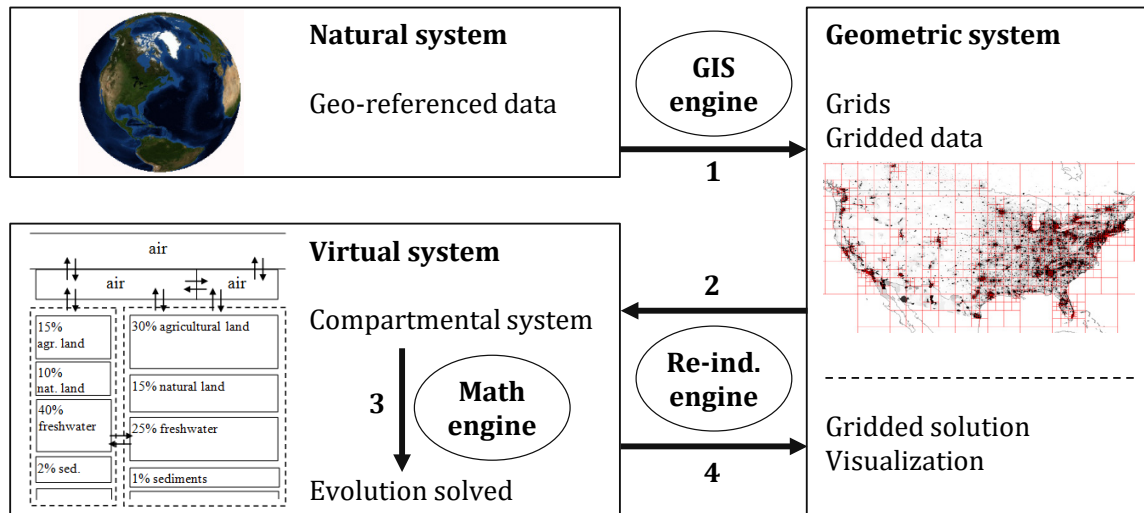 Natural system
Geo-referenced data
GIS
engine
1
Geometric system
Grids
Gridded data
air
air
air
15%
agr. land
10%
nat. land
40%
freshwater
2% sed.
30% agricultural land
15% natural land
25% freshwater
1% sediments
Virtual system
Compartmental system
3
Math
engine
Evolution solved
2
Re-ind.
engine
4
Gridded solution
Visualization